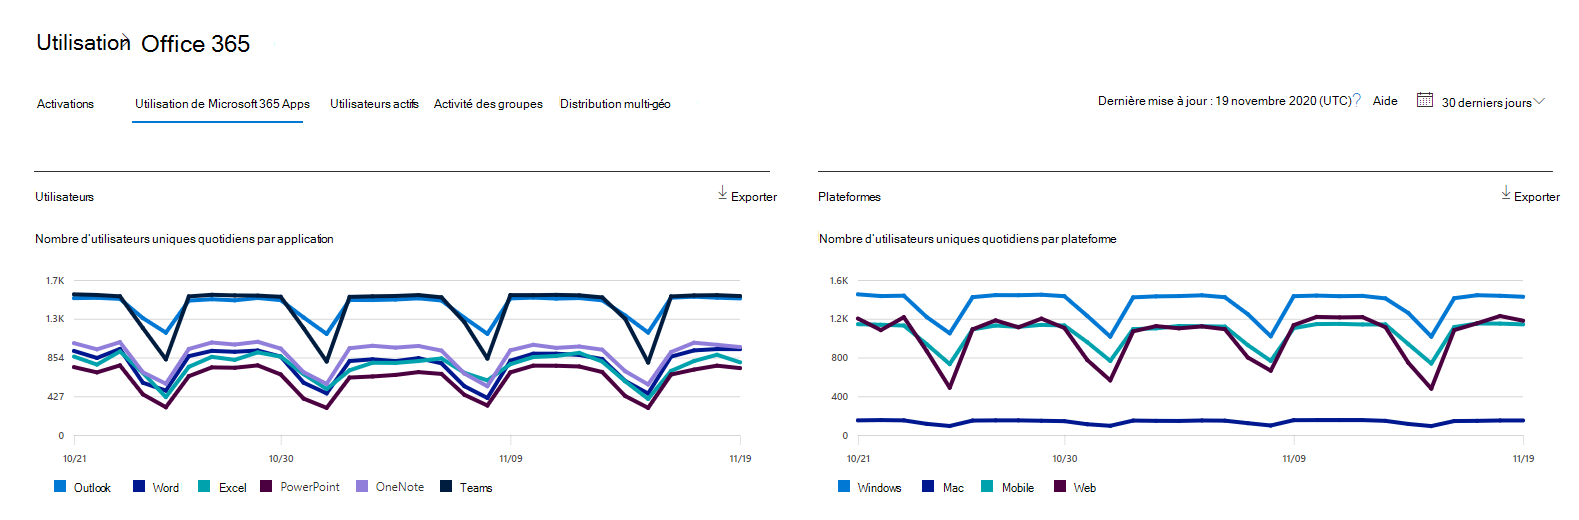 Utilisation Office 365
Activations Utilisation de Microsoft 365 Apps Utilisateurs actifs Activité des groupes Distribution multi-géo Dernière mise à jour : 19 novembre 2020 (UTC) ? Aide 30 derniers jours
Utilisateurs Exporter
Nombre d'utilisateurs uniques quotidiens par application
1.7K
1.3K
854
427
0
10/21 10/30 11/09 11/19
Outlook Word Excel PowerPoint OneNote Teams
Plateformes Exporter
Nombre d'utilisateurs uniques quotidiens par plateforme
1.6K
1.2K
800
400
0
10/21 10/30 11/09 11/19
Windows Mac Mobile Web